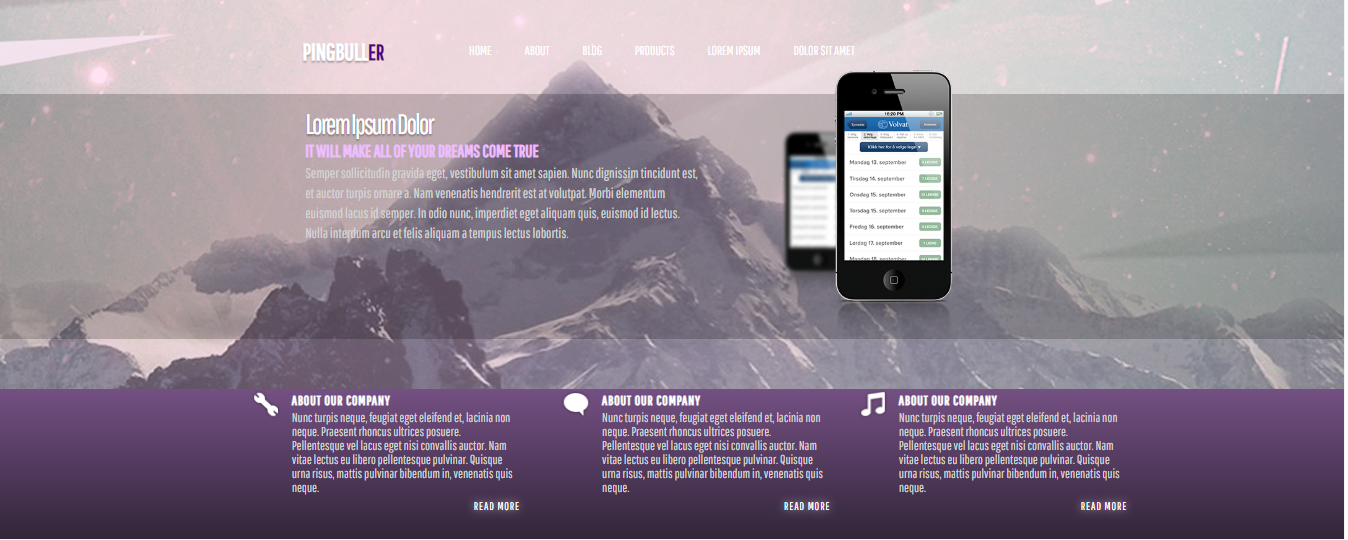 PINGBULLER
HOME
ABOUT
BLOG
PRODUCTS
LOREM IPSUM
DOLOR SIT AMET
Lorem Ipsum Dolor
IT WILL MAKE ALL OF YOUR DREAMS COME TRUE
Semper sollicitudin gravida eget, vestibulum sit amet sapien. Nunc dignissim tincidunt est,
et auctor turpis ornare a. Nam venenatis hendrerit est at volutpat. Morbi elementum
euismod lacus id semper. In odio nunc, imperdiet eget aliquam quis, euismod id lectus.
Nulla interdum arcu et felis aliquam a tempus lectus lobortis.
10:20 PM
Volvat
Klikk her for å velge lege
Mandag 13. september
Tirsdag 14. september
Onsdag 15. september
Torsdag 15. september
Fredag 16. september
Lørdag 17. september
Mandag 18. september
ABOUT OUR COMPANY
Nunc turpis neque, feugiat eget eleifend et, lacinia non
neque. Praesent rhoncus ultrices posuere.
Pellentesque vel lacus eget nisi convallis auctor. Nam
vitae lectus eu libero pellentesque pulvinar. Quisque
urna risus, mattis pulvinar bibendum in, venenatis quis
neque.
READ MORE
ABOUT OUR COMPANY
Nunc turpis neque, feugiat eget eleifend et, lacinia non
neque. Praesent rhoncus ultrices posuere.
Pellentesque vel lacus eget nisi convallis auctor. Nam
vitae lectus eu libero pellentesque pulvinar. Quisque
urna risus, mattis pulvinar bibendum in, venenatis quis
neque.
READ MORE
ABOUT OUR COMPANY
Nunc turpis neque, feugiat eget eleifend et, lacinia non
neque. Praesent rhoncus ultrices posuere.
Pellentesque vel lacus eget nisi convallis auctor. Nam
vitae lectus eu libero pellentesque pulvinar. Quisque
urna risus, mattis pulvinar bibendum in, venenatis quis
neque.
READ MORE